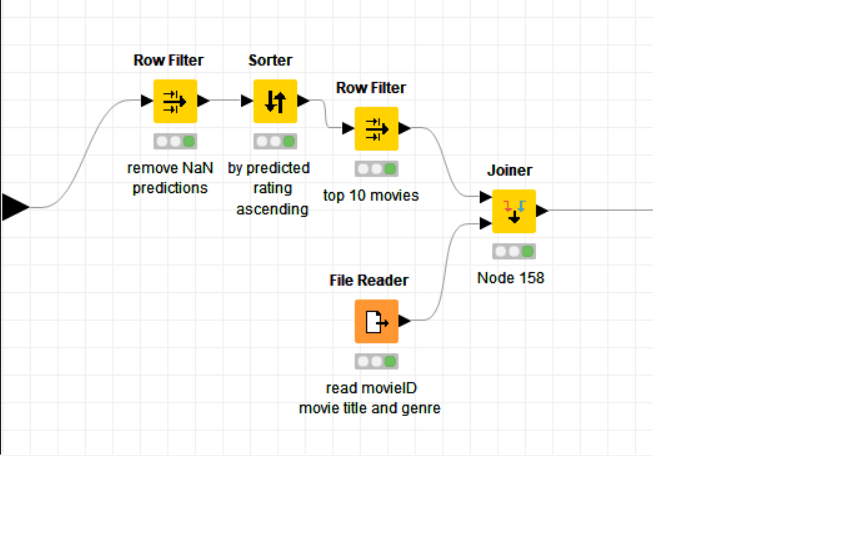 Row Filter
remove NaN
predictions
Sorter
by predicted
rating
ascending
Row Filter
top 10 movies
Joiner
Node 158
File Reader
read movieID
movie title and genre